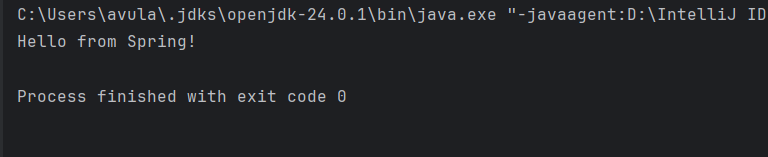 C:\Users\avula\.jdks\openjdk-24.0.1\bin\java.exe "-javaagent:D:\IntelliJ ID
Hello from Spring!
Process finished with exit code 0